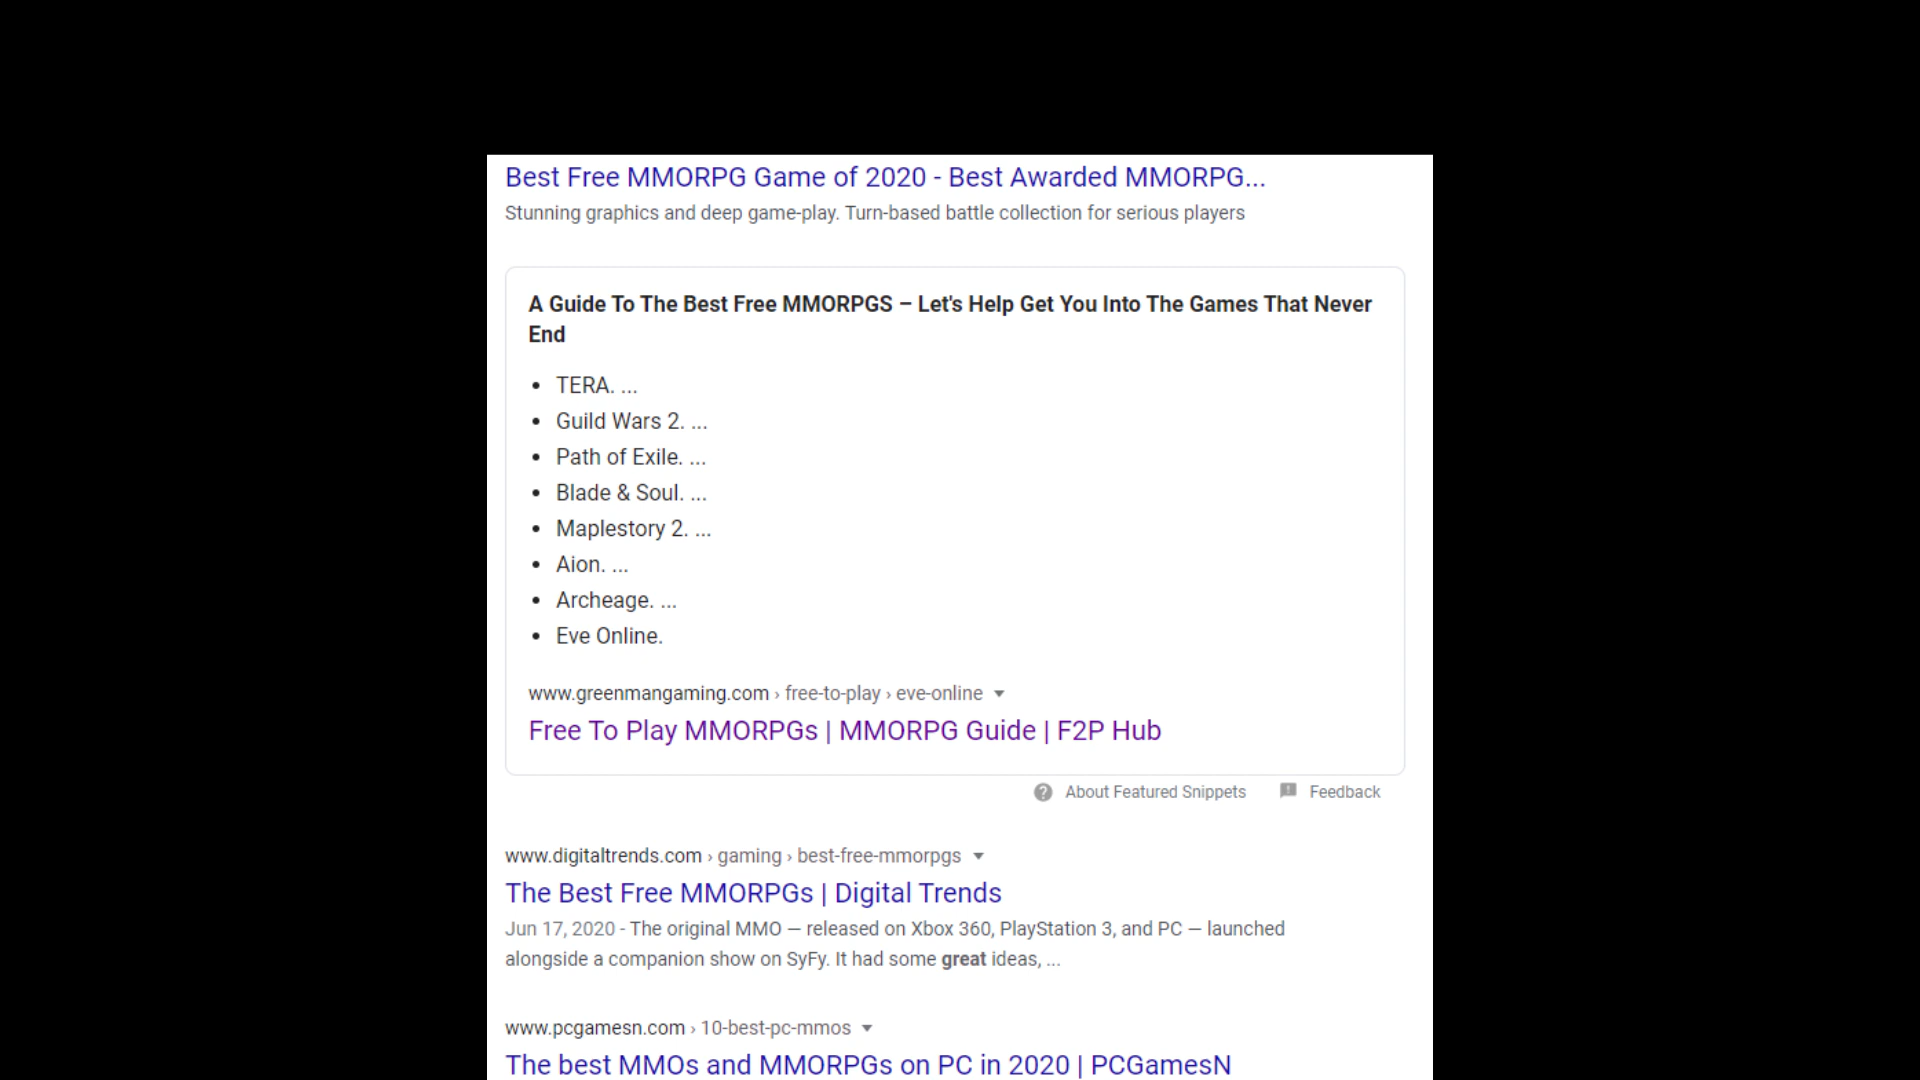 Best Free MMORPG Game of 2020 - Best Awarded MMORPG...
Stunning graphics and deep game-play. Turn-based battle collection for serious players
A Guide To The Best Free MMORPGS – Let's Help Get You Into The Games That Never
End
• TERA. ...
• Guild Wars 2. ...
• Path of Exile. ...
• Blade & Soul. ...
• Maplestory 2. ...
• Aion. ...
• Archeage. ...
• Eve Online.
www.greenmangaming.com › free-to-play › eve-online
Free To Play MMORPGs | MMORPG Guide | F2P Hub
About Featured Snippets Feedback
www.digitaltrends.com › gaming › best-free-mmorpgs
The Best Free MMORPGs | Digital Trends
Jun 17, 2020 - The original MMO — released on Xbox 360, PlayStation 3, and PC — launched
alongside a companion show on SyFy. It had some great ideas, ...
www.pcgamesn.com › 10-best-pc-mmos
The best MMOs and MMORPGs on PC in 2020 | PCGamesN